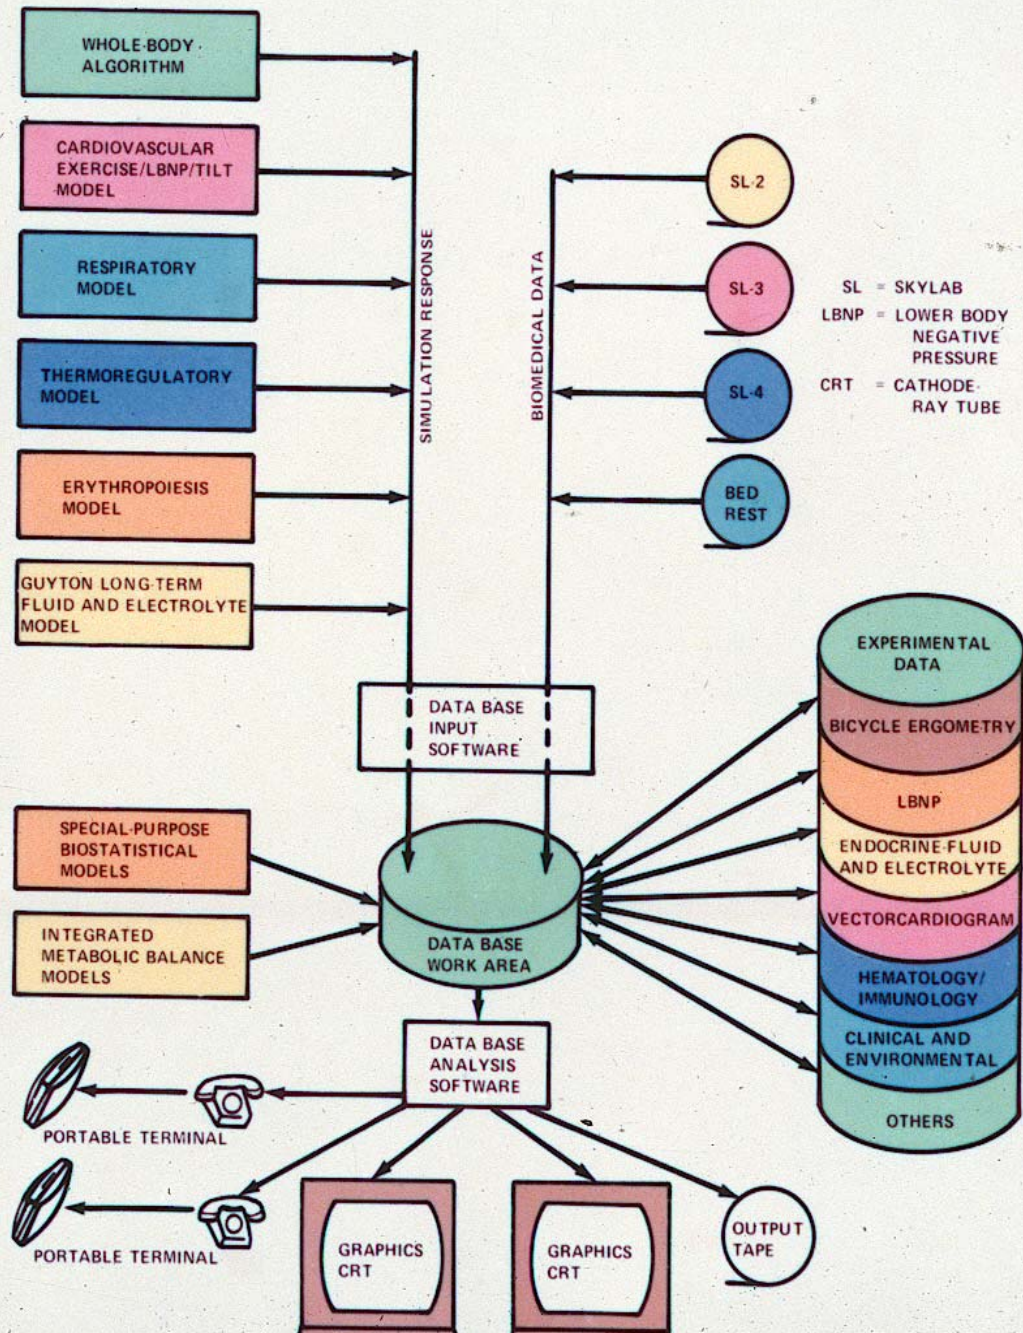 WHOLE-BODY
ALGORITHM
CARDIOVASCULAR
EXERCISE/LBNP/TILT
MODEL
RESPIRATORY
MODEL
THERMOREGULATORY
MODEL
ERYTHROPOIESIS
MODEL
GUYTON LONG-TERM
FLUID AND ELECTROLYTE
MODEL
SIMULATION RESPONSE
BIOMEDICAL DATA
SL-2
SL-3
SL-4
BED
REST
SL = SKYLAB
LBNP = LOWER BODY
NEGATIVE
PRESSURE
CRT = CATHODE-
RAY TUBE
DATA BASE
INPUT
SOFTWARE
SPECIAL-PURPOSE
BIOSTATISTICAL
MODELS
INTEGRATED
METABOLIC BALANCE
MODELS
DATA BASE
WORK AREA
EXPERIMENTAL
DATA
BICYCLE ERGOMETRY
LBNP
ENDOCRINE-FLUID
AND ELECTROLYTE
VECTORCARDIOGRAM
HEMATOLOGY/
IMMUNOLOGY
CLINICAL AND
ENVIRONMENTAL
OTHERS
DATA BASE
ANALYSIS
SOFTWARE
PORTABLE TERMINAL
PORTABLE TERMINAL
GRAPHICS
CRT
GRAPHICS
CRT
OUTPUT
TAPE